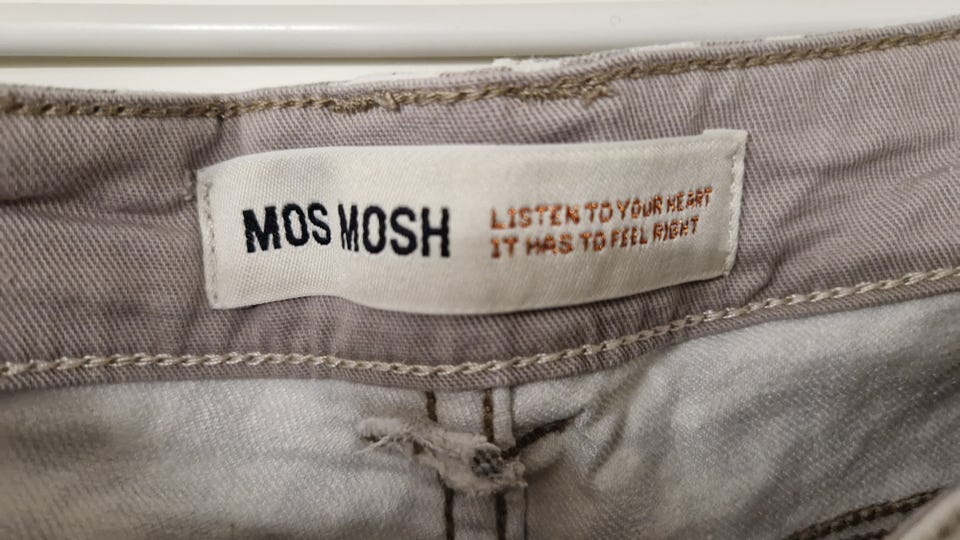 MOS MOSH
LISTEN TO YOUR HEART
IT HAS TO FEEL RIGHT